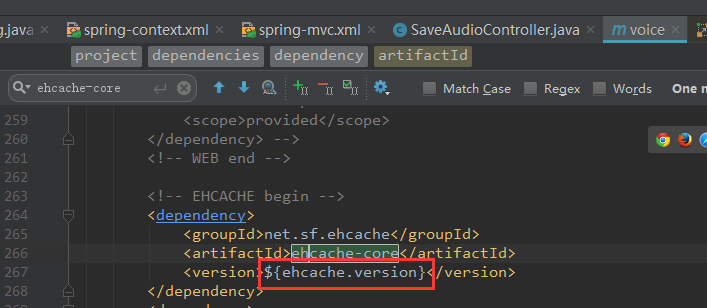 g.java × spring-context.xml × spring-mvc.xml × SaveAudioController.java × m voice ×
project dependencies dependency artifactId
ehcache-core Match Case Regex Words One m
259 <scope>provided</scope>
260 </dependency> -->
261 <!-- WEB end -->
262
263 <!-- EHCACHE begin -->
264 <dependency>
265 <groupId>net.sf.ehcache</groupId>
266 <artifactId>ehcache-core</artifactId>
267 <version>${ehcache.version}</version>
268 </dependency>